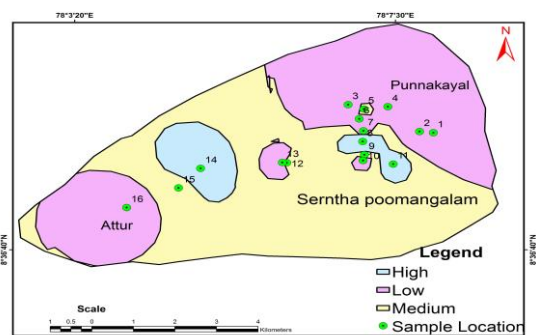 78°3'20"E
78°7'30"E
N
Punnakayal
3
5
4
6
7
2
1
8
9
10
11
13
12
14
15
16
Serntha poomangalam
Attur
8°36'40"N
8°36'40"N
Legend
High
Low
Medium
Sample Location
Scale
1 0.5 0 1 2 3 4
Kilometers